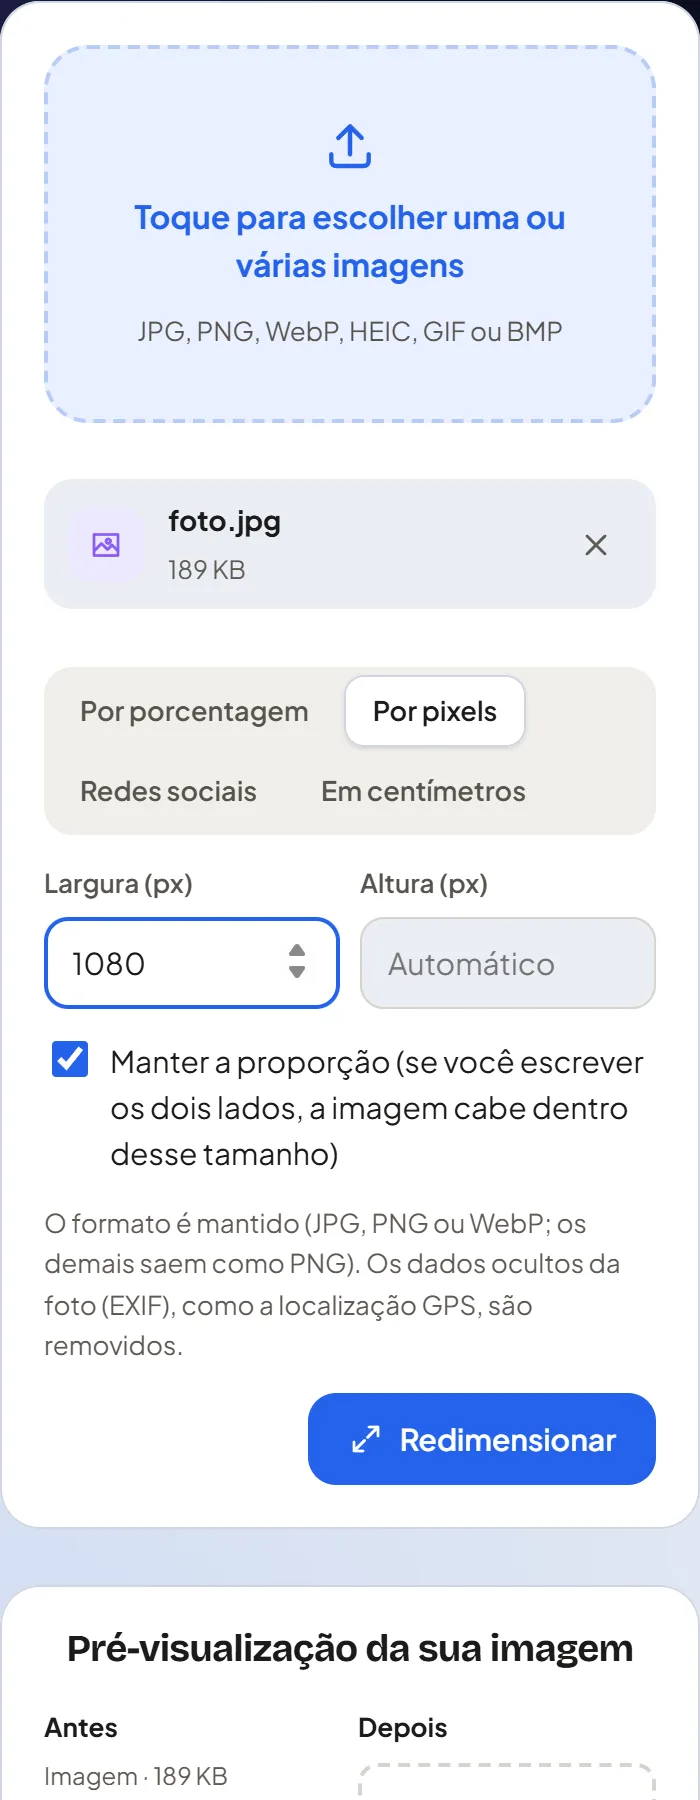 Toque para escolher uma ou
várias imagens
JPG, PNG, WebP, HEIC, GIF ou BMP
foto.jpg
189 KB
Por porcentagem
Por pixels
Redes sociais
Em centímetros
Largura (px)
Altura (px)
1080
Automático
Manter a proporção (se você escrever
os dois lados, a imagem cabe dentro
desse tamanho)
O formato é mantido (JPG, PNG ou WebP; os
demais saem como PNG). Os dados ocultos da
foto (EXIF), como a localização GPS, são
removidos.
Redimensionar
Pré-visualização da sua imagem
Antes
Depois
Imagem · 189 KB